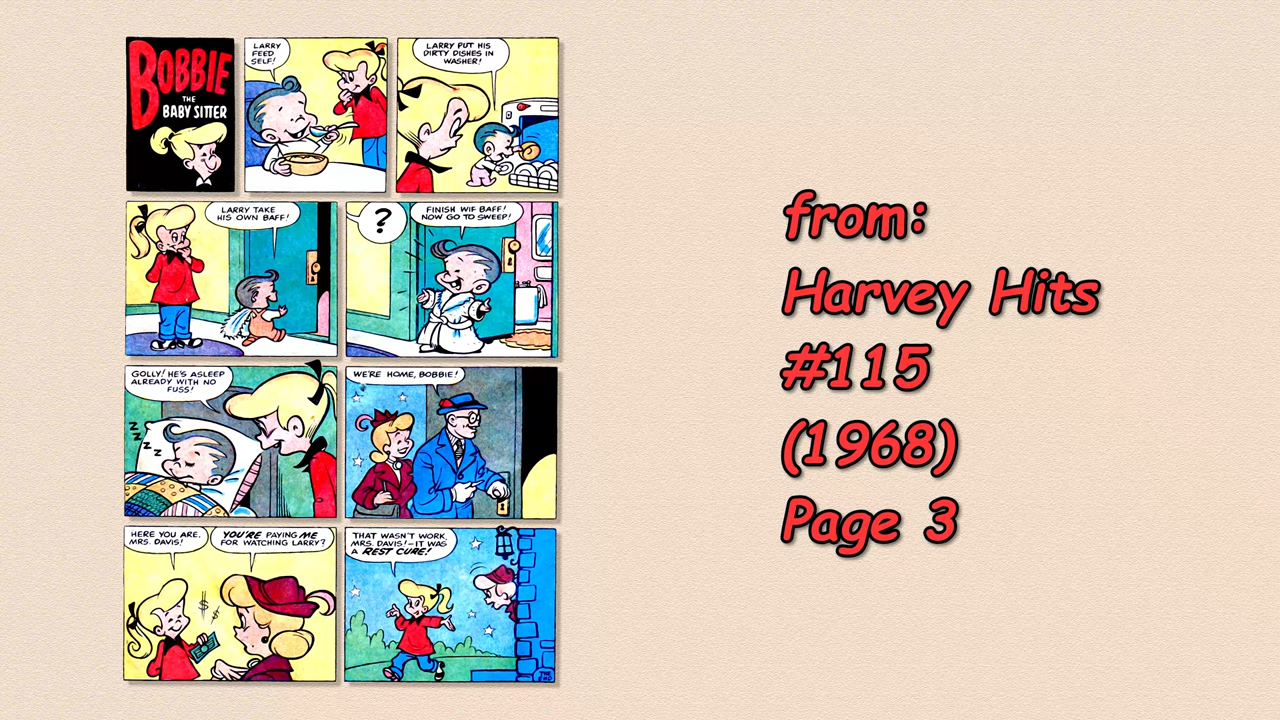 BOBBIE
THE
BABY SITTER
LARRY
FEED
SELF!
LARRY PUT HIS
DIRTY DISHES IN
WASHER!
LARRY TAKE
HIS OWN BAFF!
?
FINISH WIF BAFF!
NOW GO TO SWEEP!
GOLLY! HE'S ASLEEP
ALREADY WITH NO
FUSS!
Z Z Z Z
WE'RE HOME, BOBBIE!
HERE YOU ARE,
MRS. DAVIS!
YOU'RE PAYING ME
FOR WATCHING LARRY?
$
$
THAT WASN'T WORK,
MRS. DAVIS!-IT WAS
A REST CURE!
THE
END
from:
Harvey Hits
#115
(1968)
Page 3